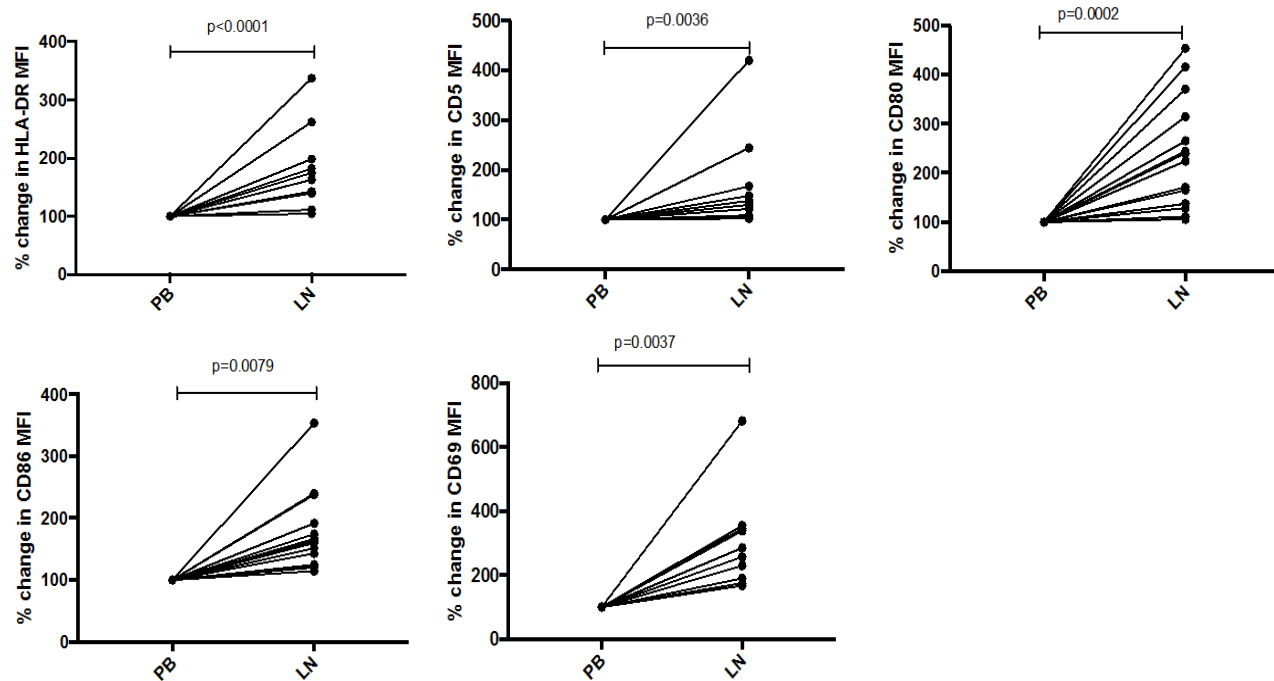 p<0.0001
% change in HLA-DR MFI
400
300
200
100
0
PB
LN
p=0.0036
% change in CD5 MFI
500
400
300
200
100
0
PB
LN
p=0.0002
% change in CD80 MFI
500
400
300
200
100
0
PB
LN
p=0.0079
% change in CD86 MFI
400
300
200
100
0
PB
LN
p=0.0037
% change in CD69 MFI
800
600
400
200
0
PB
LN